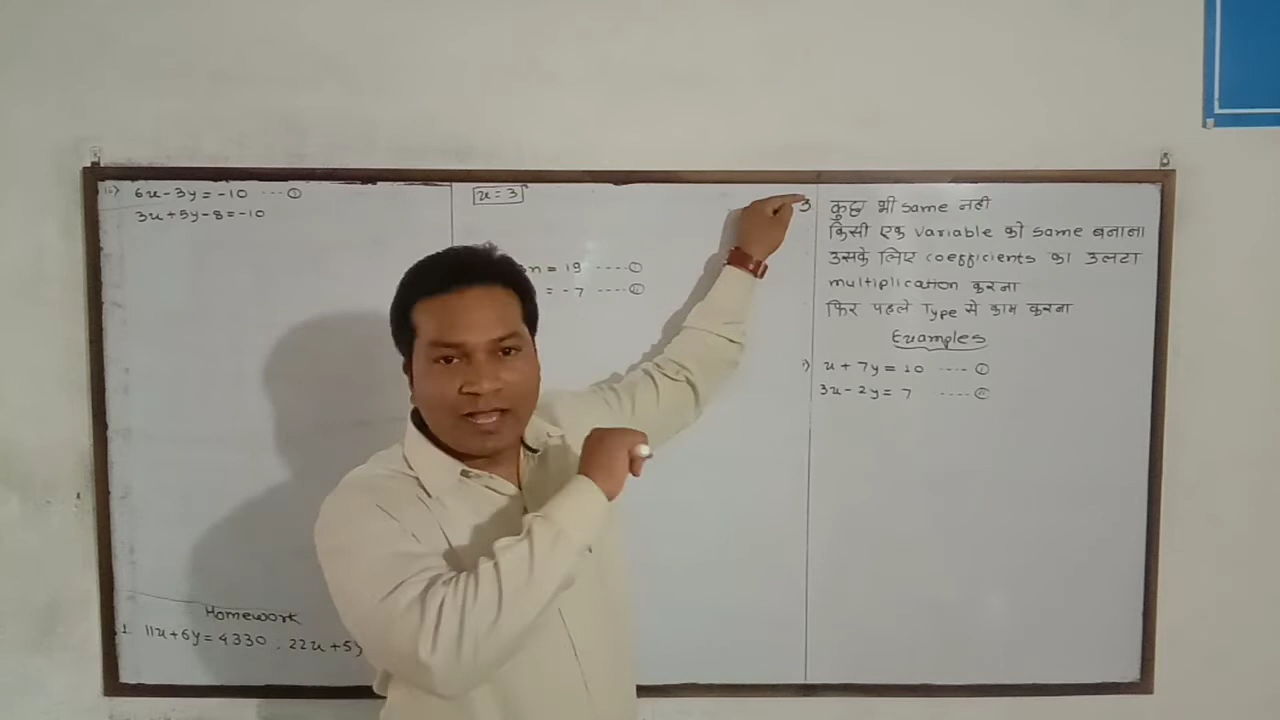 ii) 6x - 3y = -10 ---- ①
3x + 5y - 8 = -10
Homework
1. 11x + 6y = 4330 , 22x + 5y
x = 3
n = 19 ---- ①
= -7 ---- ②
3 कुछ भी same नही
किसी एक variable को same बनाना
उसके लिए coefficients का उलटा
multiplication करना
फिर पहले Type से काम करना
Examples
i) x + 7y = 10 ---- ①
3x - 2y = 7 ---- ②